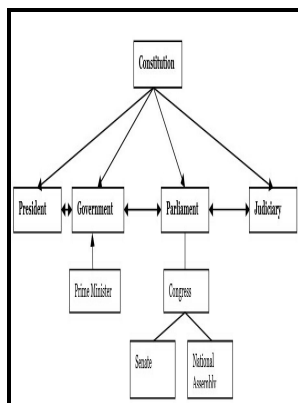 Constitution
President
Government
Parliament
Judiciary
Prime Minister
Congress
Senate
National
Assembly